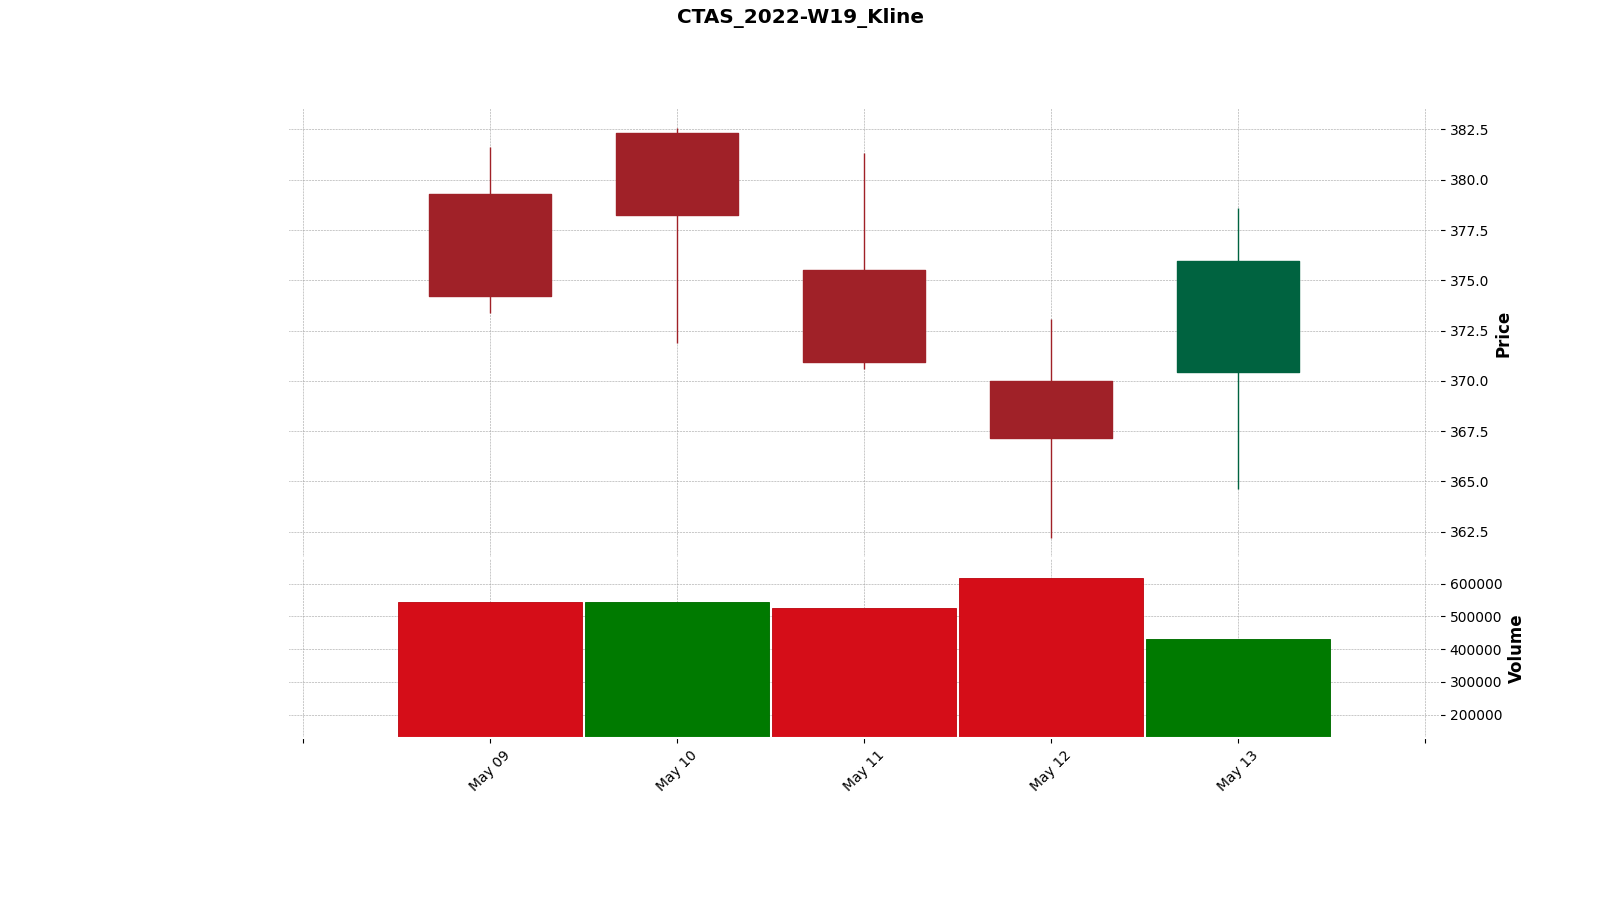 CTAS_2022-W19_Kline
382.5
380.0
377.5
375.0
372.5
370.0
367.5
365.0
362.5
Price
600000
500000
400000
300000
200000
Volume
May 09
May 10
May 11
May 12
May 13